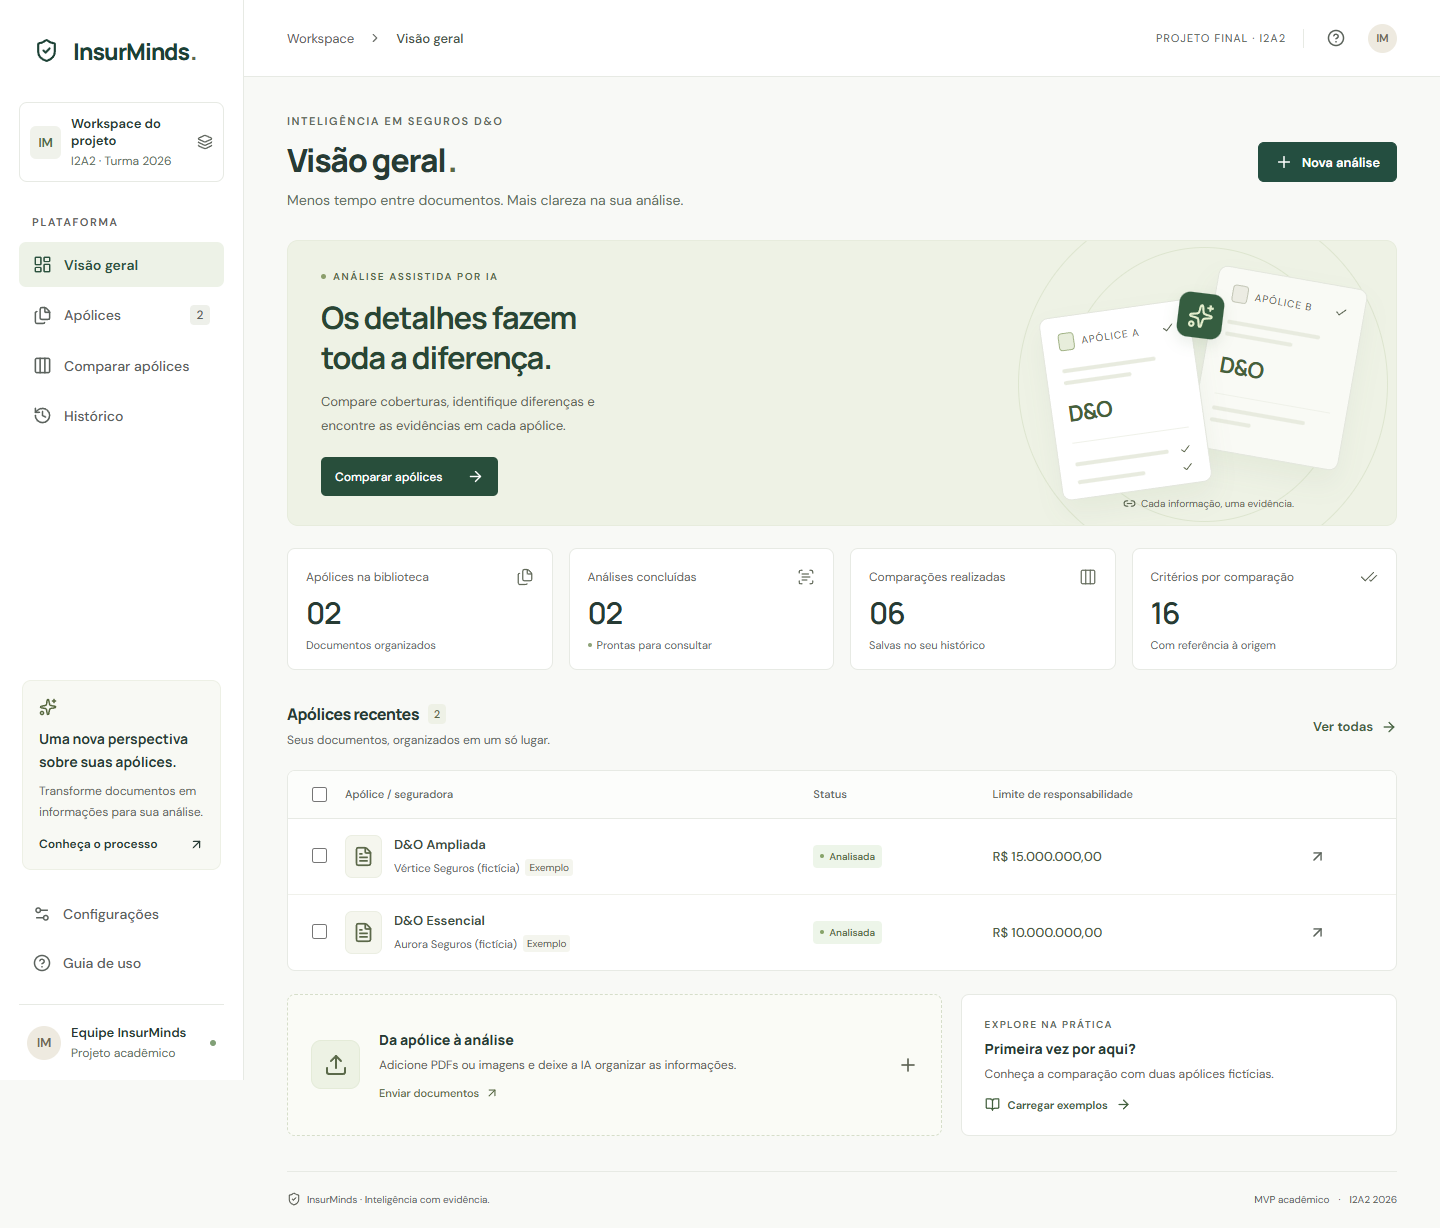 InsurMinds.
IM
Workspace do
projeto
I2A2 · Turma 2026
PLATAFORMA
Visão geral
Apólices
2
Comparar apólices
Histórico
Uma nova perspectiva
sobre suas apólices.
Transforme documentos em
informações para sua análise.
Conheça o processo
Configurações
Guia de uso
IM
Equipe InsurMinds
Projeto acadêmico
Workspace
Visão geral
PROJETO FINAL · I2A2
IM
INTELIGÊNCIA EM SEGUROS D&O
Visão geral.
Menos tempo entre documentos. Mais clareza na sua análise.
Nova análise
ANÁLISE ASSISTIDA POR IA
Os detalhes fazem
toda a diferença.
Compare coberturas, identifique diferenças e
encontre as evidências em cada apólice.
Comparar apólices
APÓLICE A
D&O
APÓLICE B
D&O
Cada informação, uma evidência.
Apólices na biblioteca
02
Documentos organizados
Análises concluídas
02
Prontas para consultar
Comparações realizadas
06
Salvas no seu histórico
Critérios por comparação
16
Com referência à origem
Apólices recentes
2
Seus documentos, organizados em um só lugar.
Ver todas
Apólice / seguradora
Status
Limite de responsabilidade
D&O Ampliada
Vértice Seguros (fictícia)
Exemplo
Analisada
R$ 15.000.000,00
D&O Essencial
Aurora Seguros (fictícia)
Exemplo
Analisada
R$ 10.000.000,00
Da apólice à análise
Adicione PDFs ou imagens e deixe a IA organizar as informações.
Enviar documentos
EXPLORE NA PRÁTICA
Primeira vez por aqui?
Conheça a comparação com duas apólices fictícias.
Carregar exemplos
InsurMinds · Inteligência com evidência.
MVP acadêmico · I2A2 2026